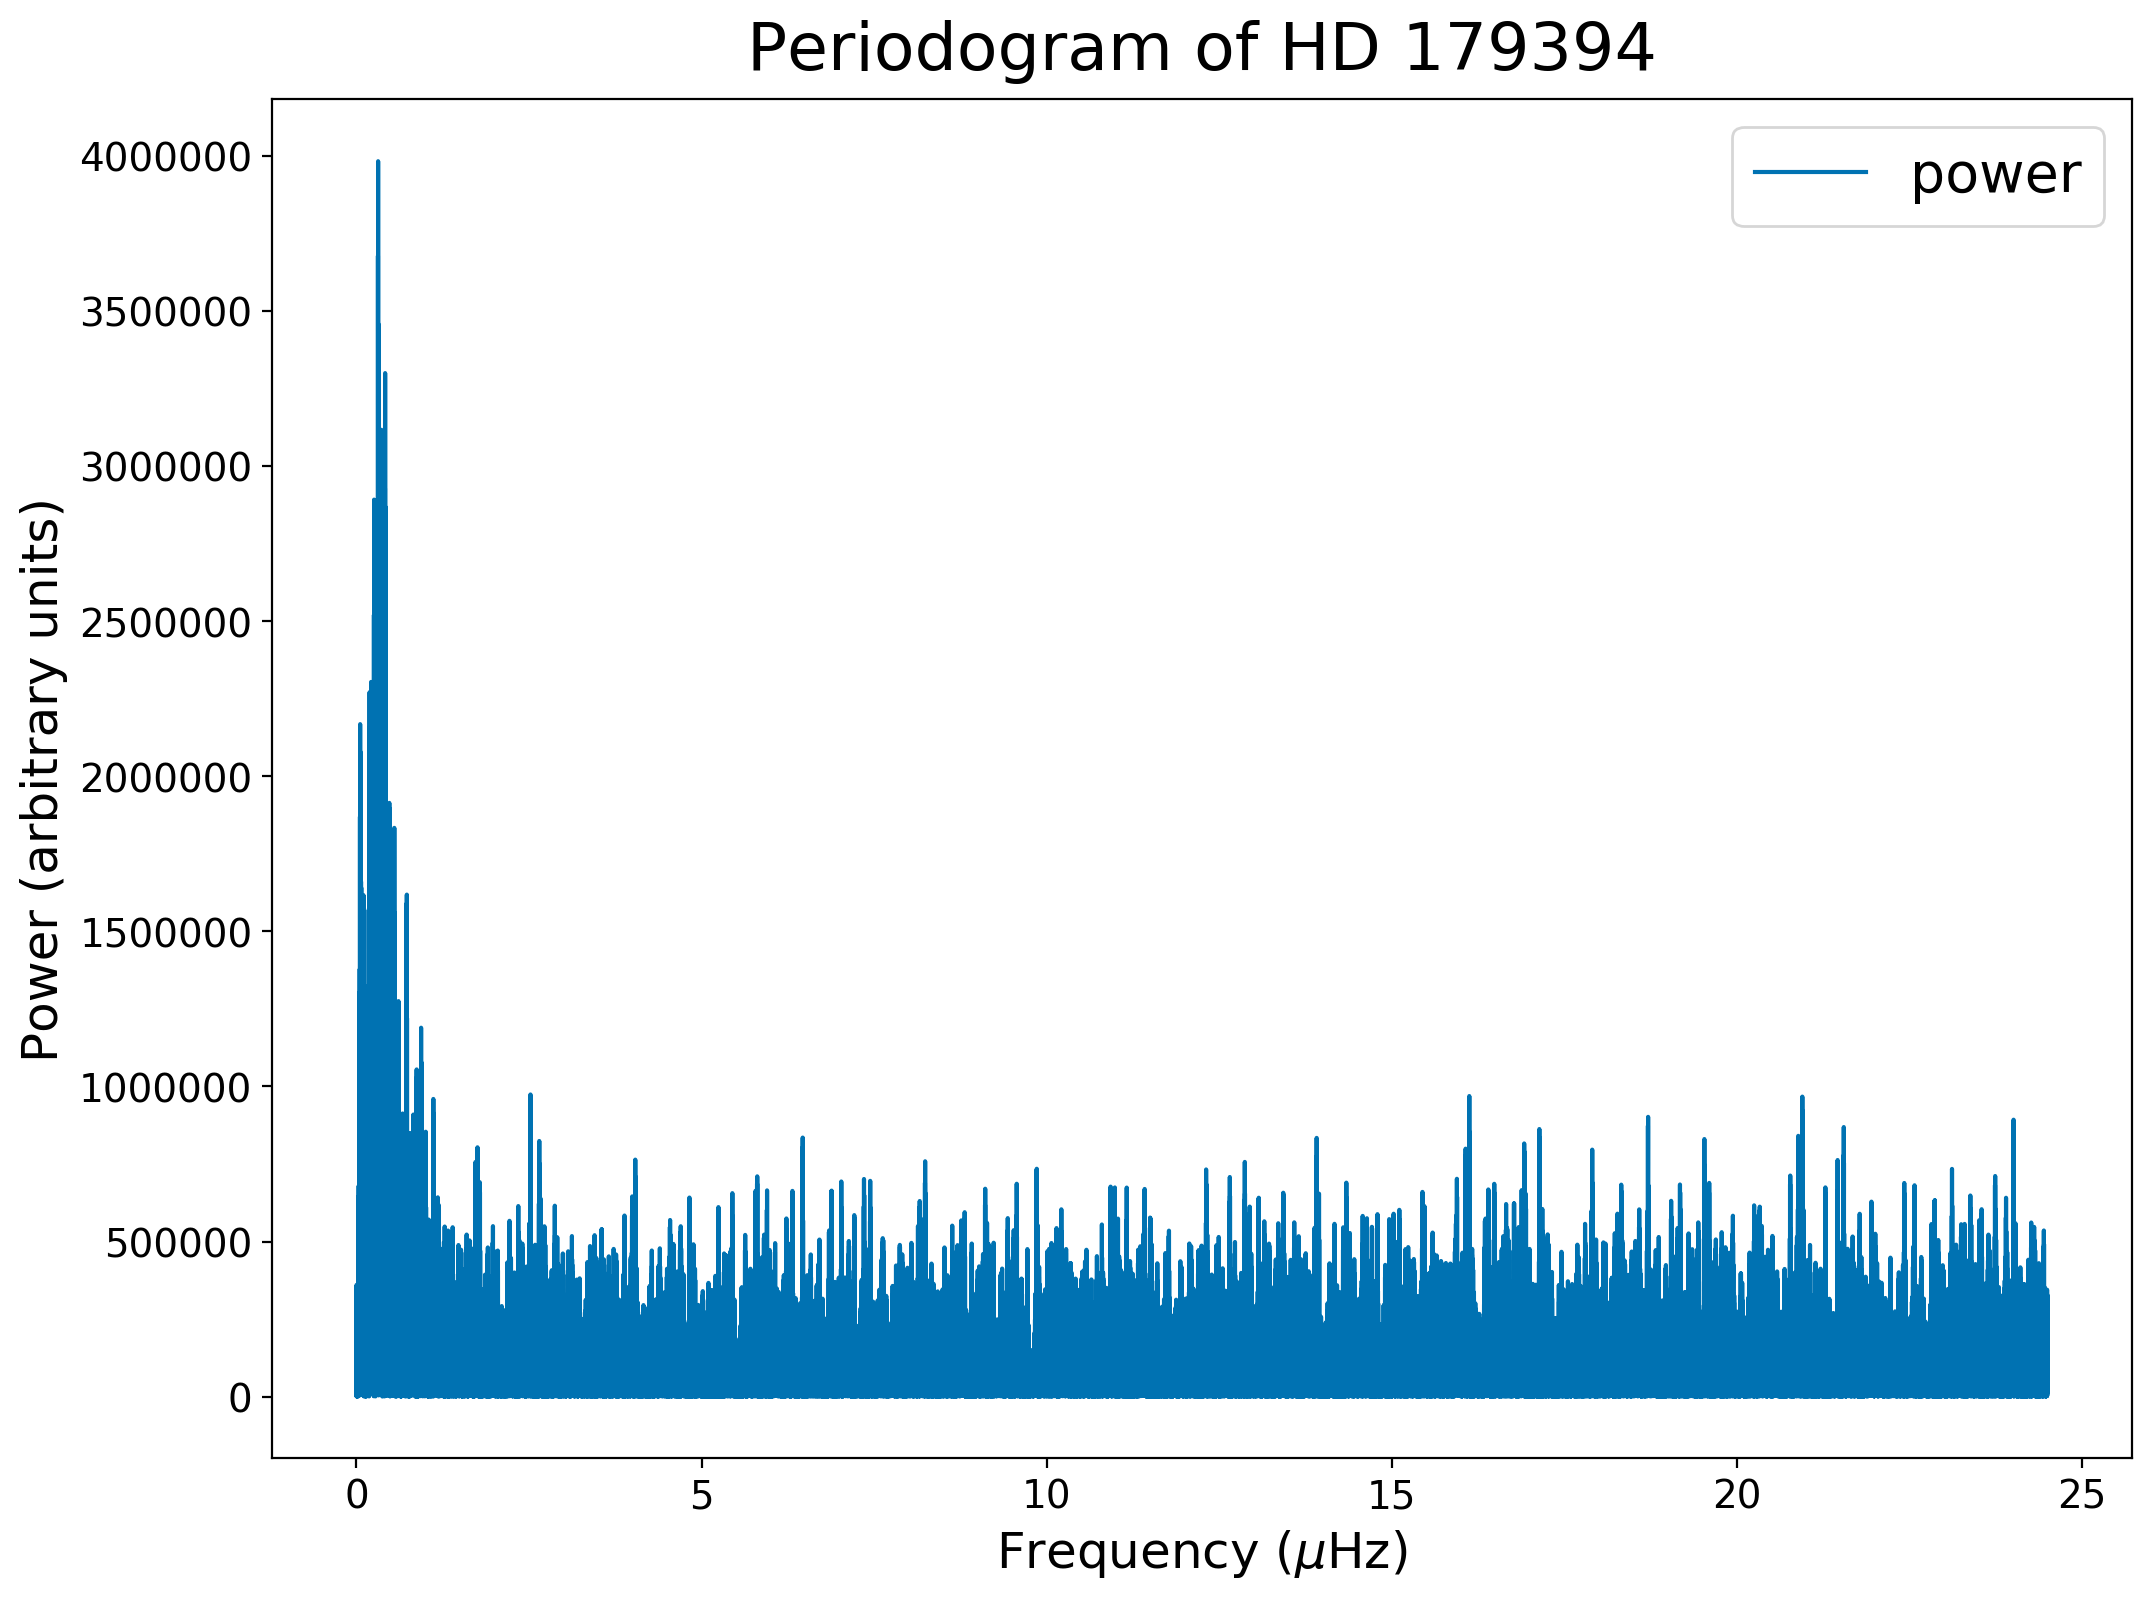 Periodogram of HD 179394
power
4000000
3500000
3000000
2500000
2000000
1500000
1000000
500000
0
Power (arbitrary units)
0 5 10 15 20 25
Frequency (μHz)